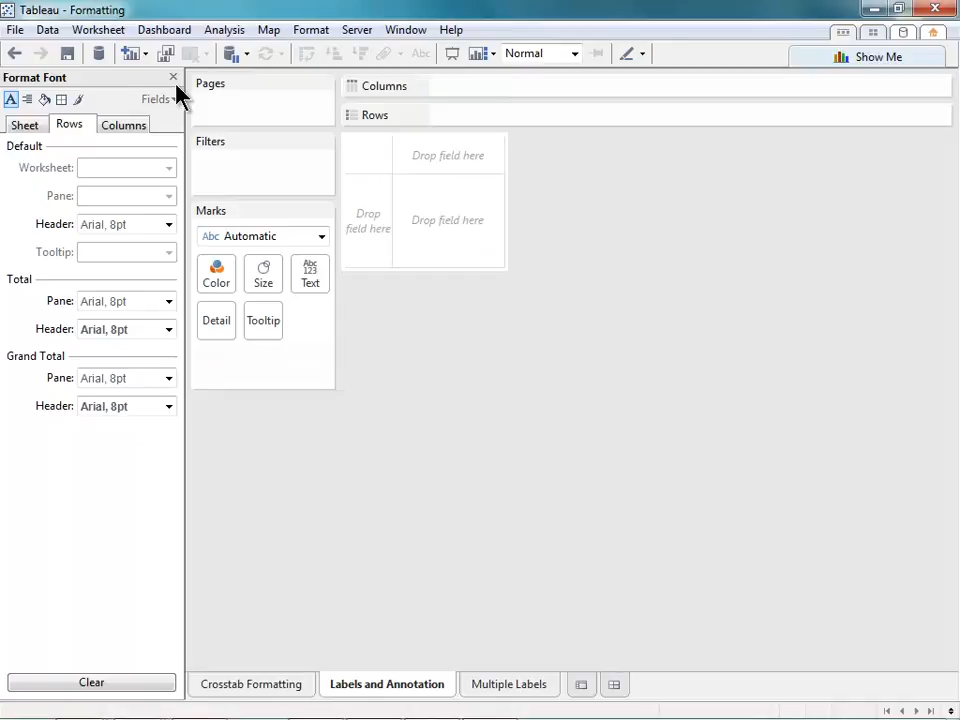 Tableau - Formatting
File Data Worksheet Dashboard Analysis Map Format Server Window Help
Abc Normal Show Me
Format Font
Fields
Sheet Rows Columns
Default
Worksheet:
Pane:
Header: Arial, 8pt
Tooltip:
Total
Pane: Arial, 8pt
Header: Arial, 8pt
Grand Total
Pane: Arial, 8pt
Header: Arial, 8pt
Clear
Pages
Filters
Marks
Abc Automatic
Color Size Abc 123 Text
Detail Tooltip
Columns
Rows
Drop field here
Drop field here
Drop field here
Crosstab Formatting Labels and Annotation Multiple Labels